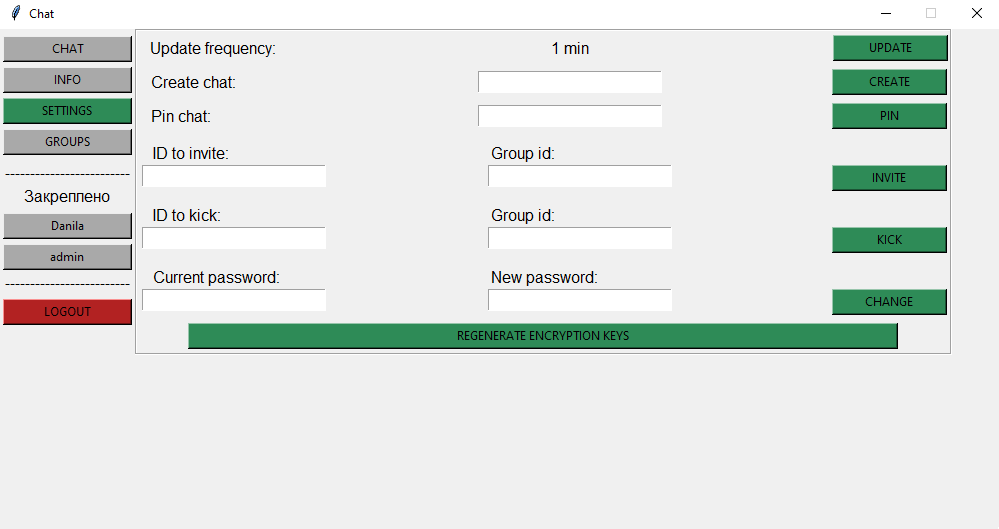 Chat
CHAT
INFO
SETTINGS
GROUPS
-------------------------
Закреплено
Danila
admin
-------------------------
LOGOUT
Update frequency: 1 min UPDATE
Create chat: CREATE
Pin chat: PIN
ID to invite: Group id:
INVITE
ID to kick: Group id:
KICK
Current password: New password:
CHANGE
REGENERATE ENCRYPTION KEYS